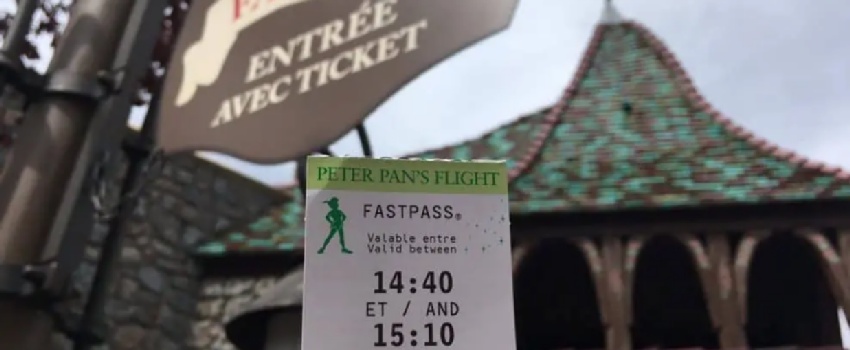 ENTRÉE
AVEC TICKET
PETER PAN'S FLIGHT
FASTPASS®
Valable entre
Valid between
14:40
ET / AND
15:10